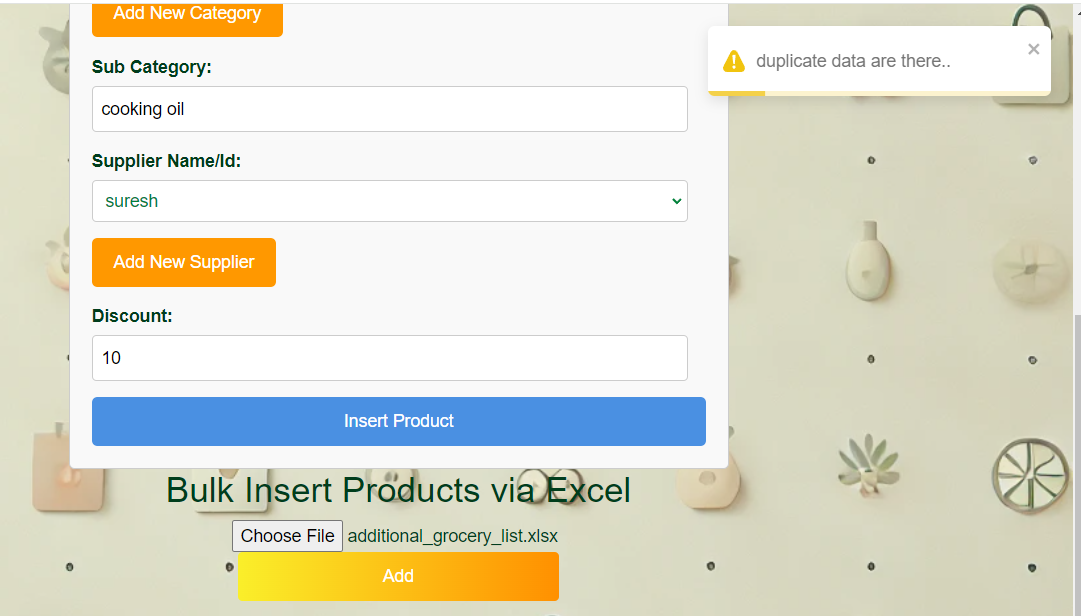 Add New Category
duplicate data are there..
Sub Category:
cooking oil
Supplier Name/Id:
suresh
Add New Supplier
Discount:
10
Insert Product
Bulk Insert Products via Excel
Choose File additional_grocery_list.xlsx
Add